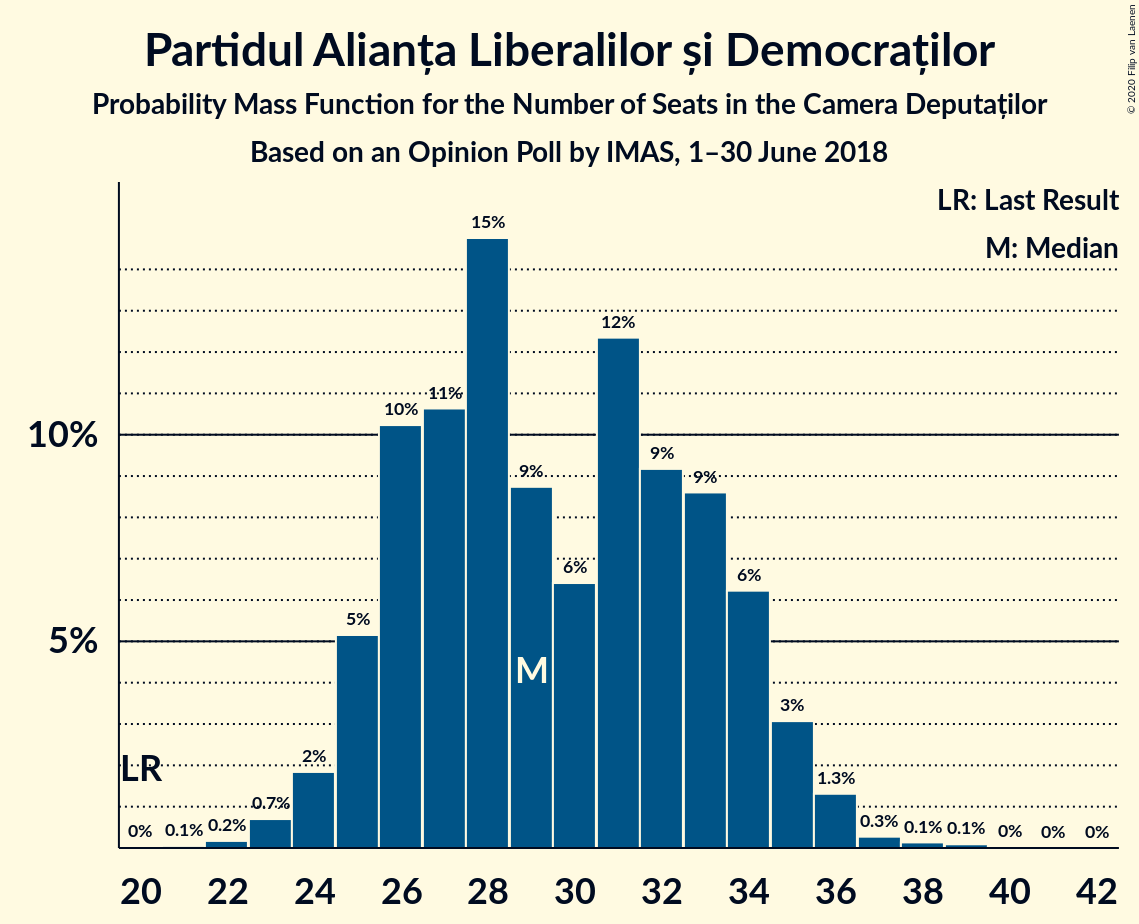 Partidul Alianța Liberalilor și Democraților
Probability Mass Function for the Number of Seats in the Camera Deputaților
Based on an Opinion Poll by IMAS, 1–30 June 2018
© 2020 Filip van Laenen
LR: Last Result
M: Median
15%
12%
11%
10%
10%
9%
9%
9%
6%
6%
5%
5%
M
3%
2%
LR
1.3%
0.7%
0%
0.1%
0.2%
0.3%
0.1%
0.1%
0%
0%
0%
20 22 24 26 28 30 32 34 36 38 40 42